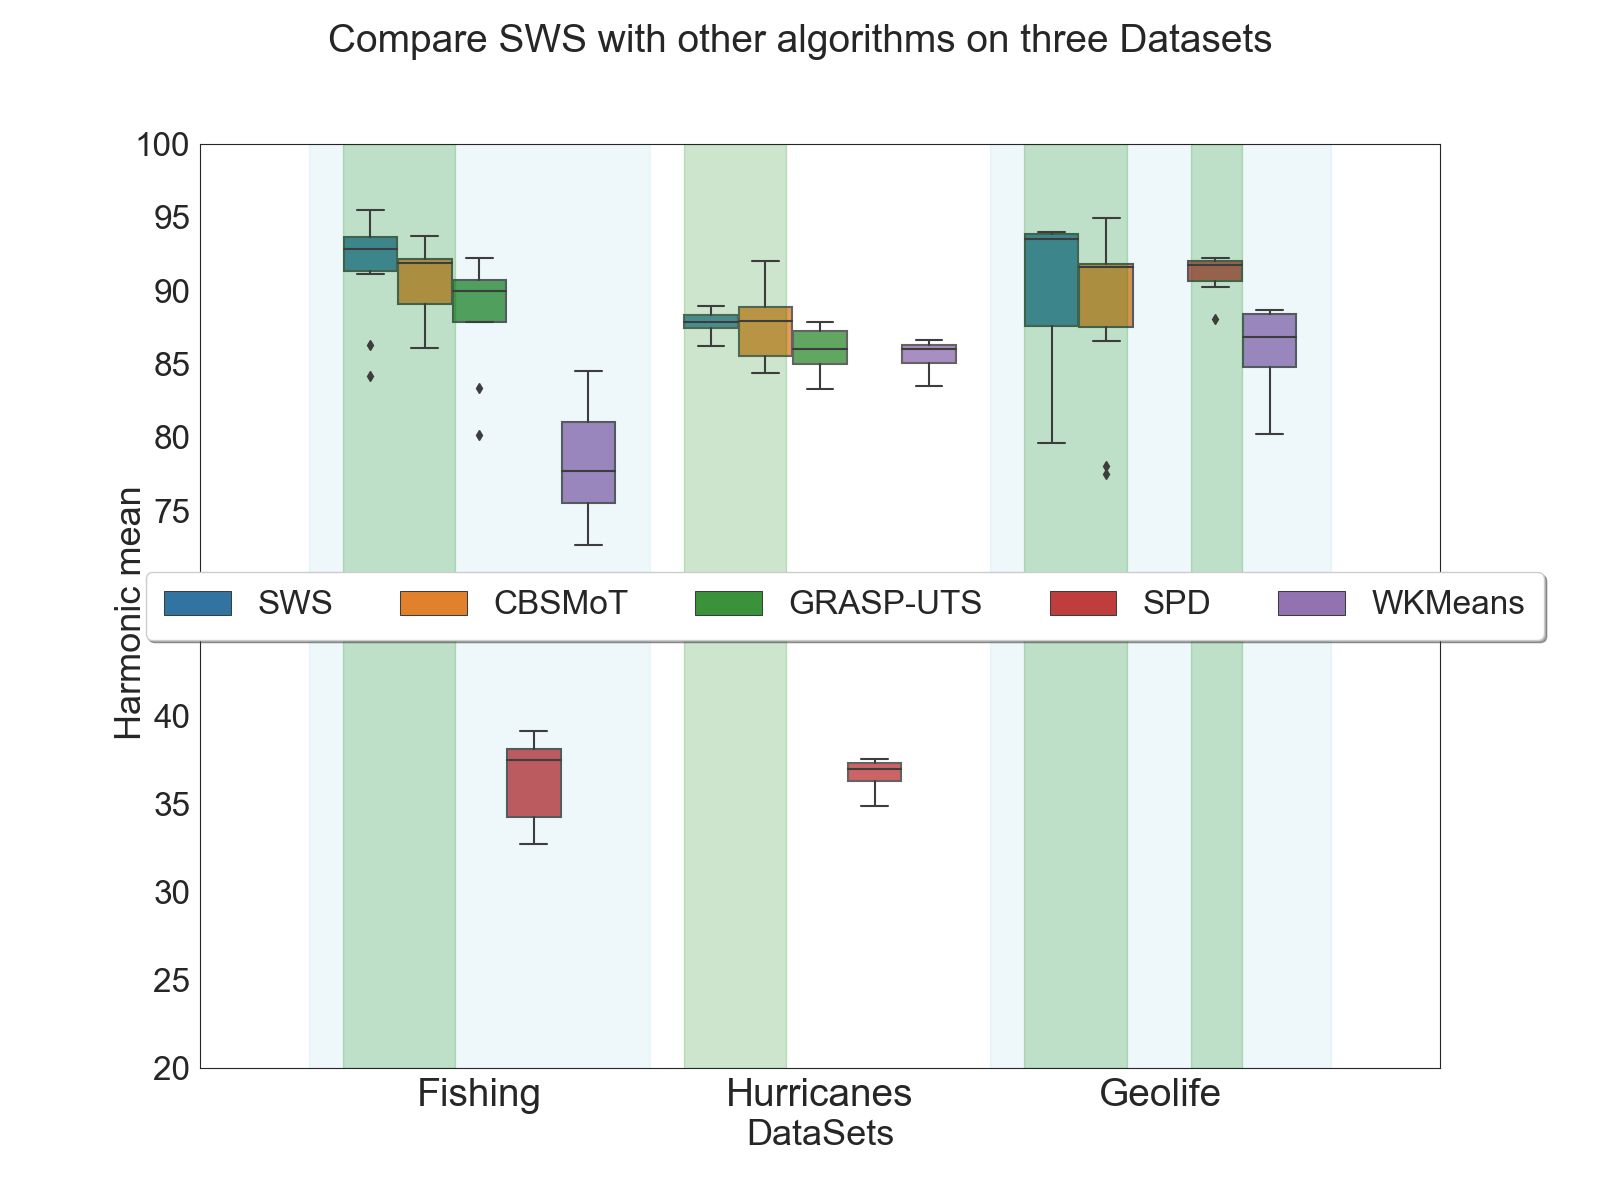 Compare SWS with other algorithms on three Datasets
100
95
90
85
80
75
Harmonic mean
SWS CBSMoT GRASP-UTS SPD WKMeans
40
35
30
25
20
Fishing Hurricanes Geolife
DataSets